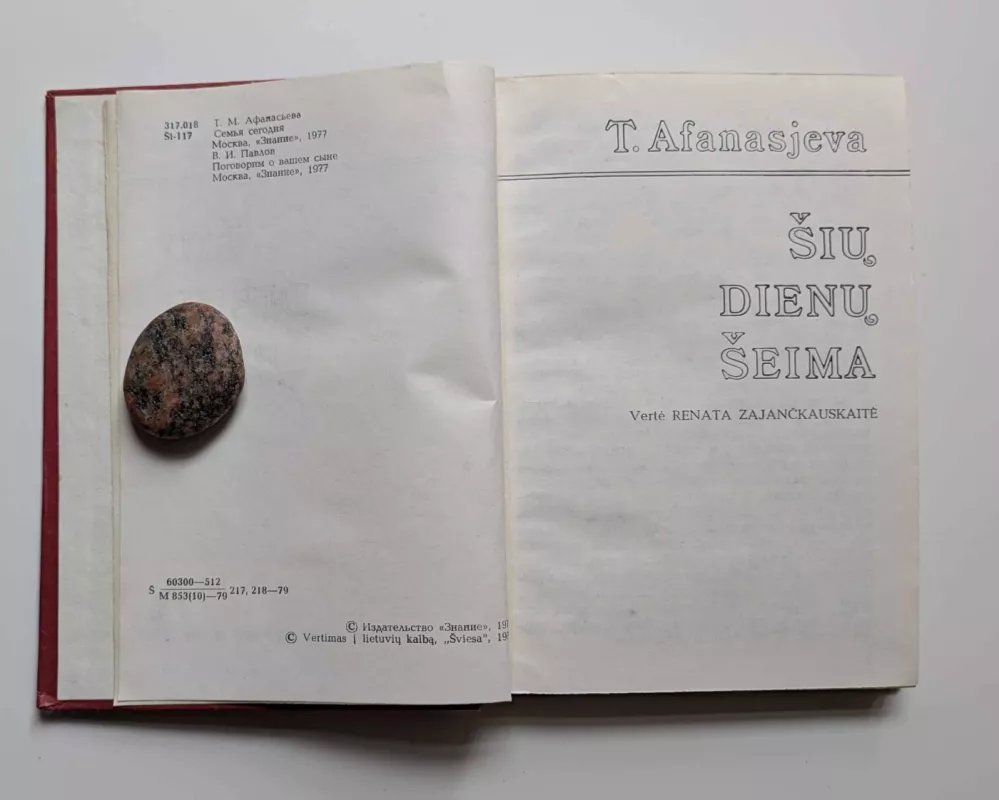 317.018
Ši-117
Т. М. Афанасьева
Семья сегодня
Москва, «Знание», 1977
В. И. Павлов
Поговорим о вашем сыне
Москва, «Знание», 1977
60300—512
Š M 853(10)—79 217, 218—79
© Издательство «Знание», 197
© Vertimas į lietuvių kalbą, „Šviesa“, 19
T. Afanasjeva
ŠIŲ
DIENŲ
ŠEIMA
Vertė RENATA ZAJANČKAUSKAITĖ